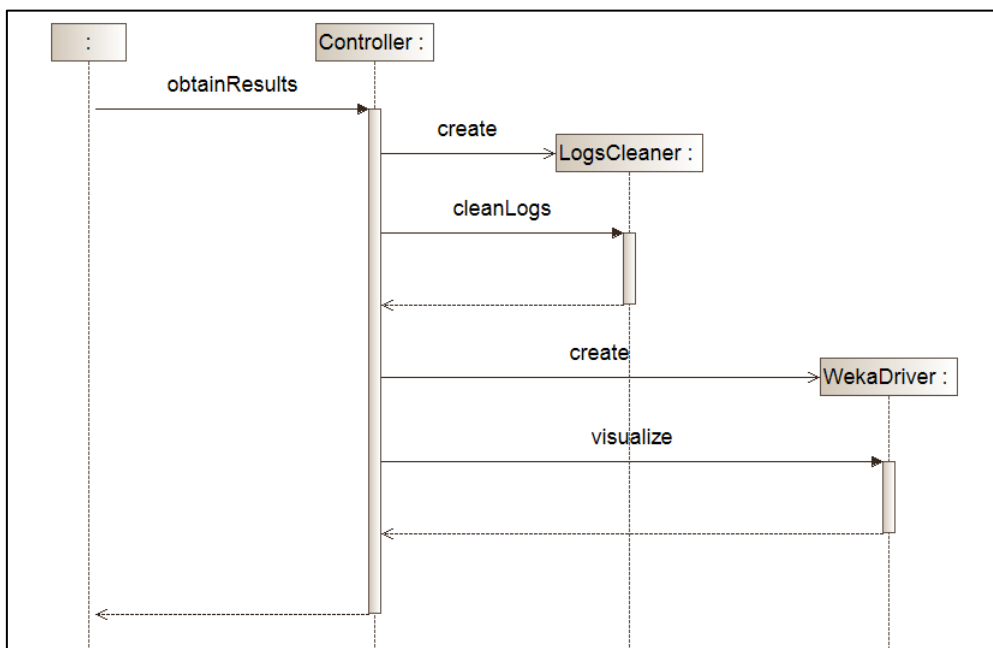 :
Controller :
obtainResults
create
LogsCleaner :
cleanLogs
create
WekaDriver :
visualize